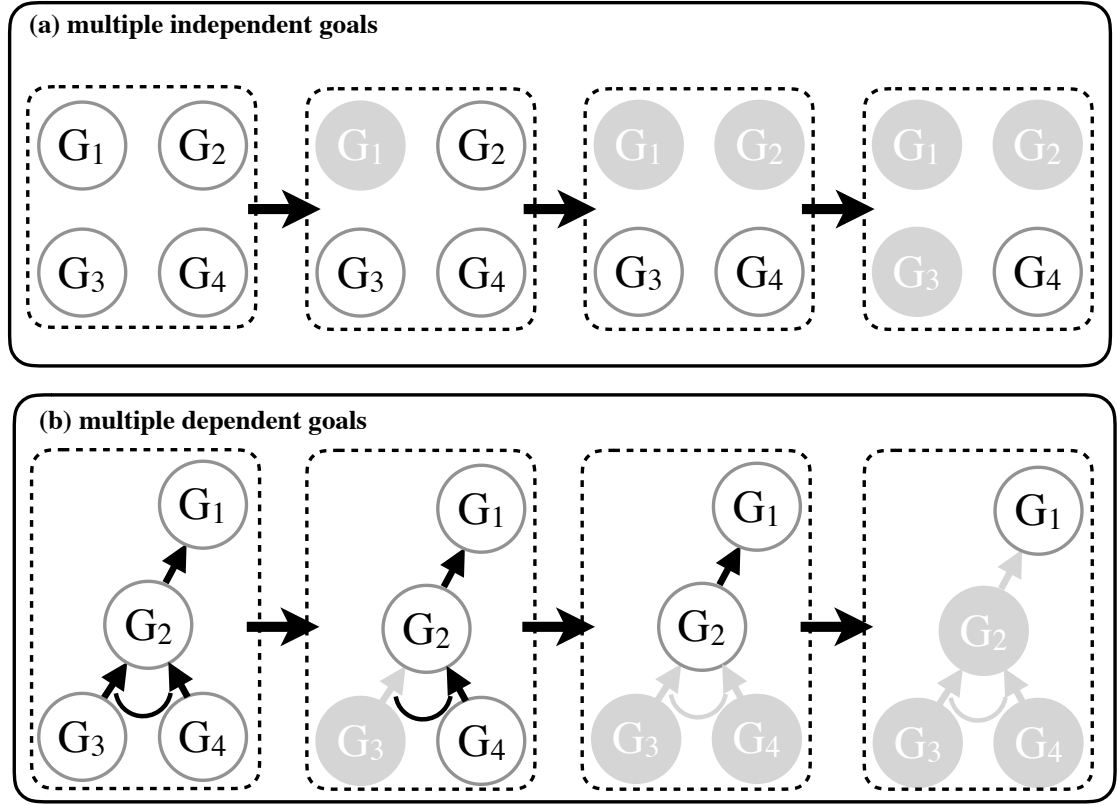 (a) multiple independent goals
G1 G2 G1 G2 G1 G2 G1 G2
G3 G4 G3 G4 G3 G4 G3 G4
(b) multiple dependent goals
G1 G1 G1 G1
G2 G2 G2 G2
G3 G4 G3 G4 G3 G4 G3 G4